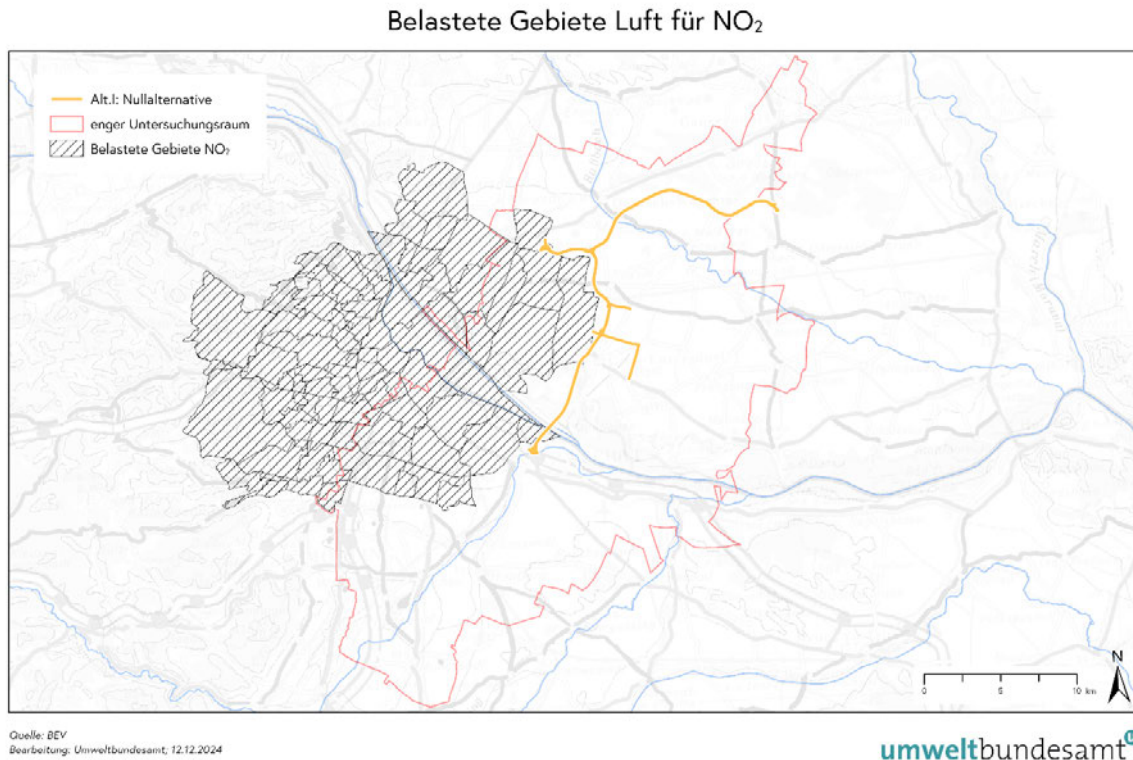 Belastete Gebiete Luft für NO₂
Alt.I: Nullalternative
enger Untersuchungsraum
Belastete Gebiete NO₂
N
0 5 10 km
Quelle: BEV
Bearbeitung: Umweltbundesamt; 12.12.2024
umweltbundesamt